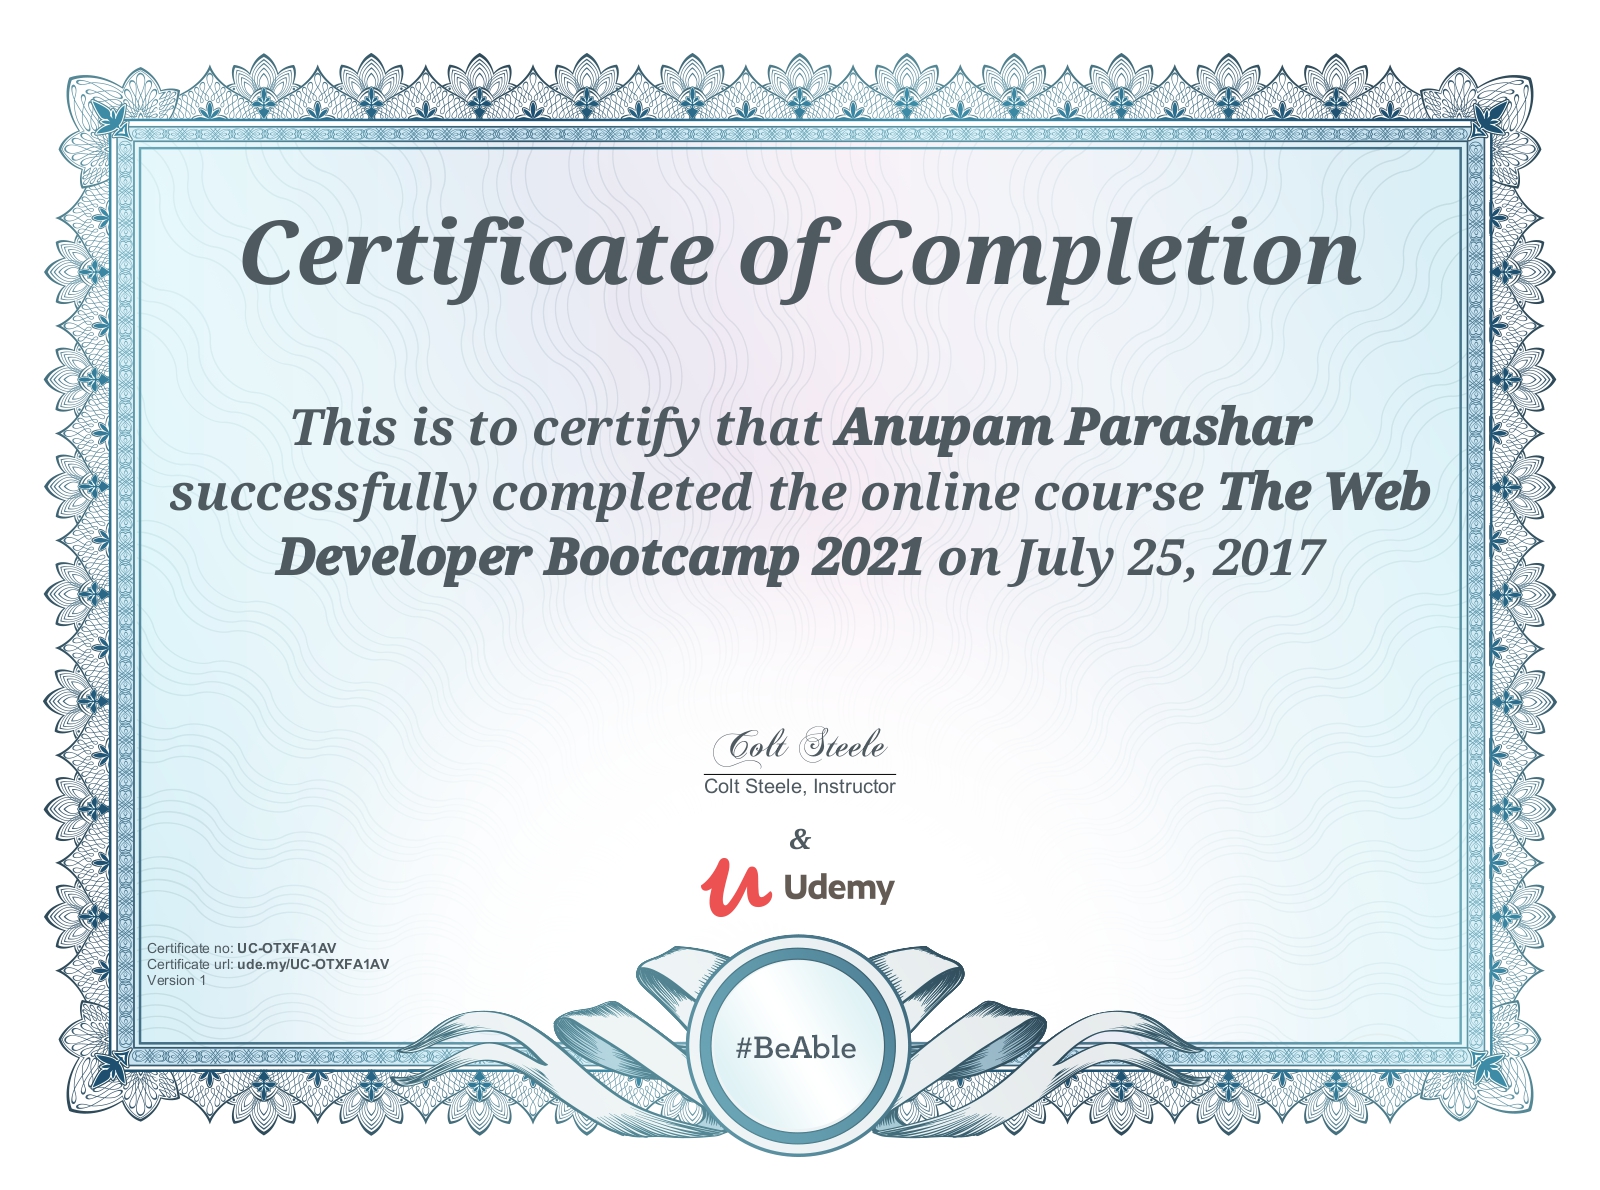 Certificate of Completion
This is to certify that Anupam Parashar
successfully completed the online course The Web
Developer Bootcamp 2021 on July 25, 2017
Colt Steele
Colt Steele, Instructor
&
Udemy
Certificate no: UC-OTXFA1AV
Certificate url: ude.my/UC-OTXFA1AV
Version 1
#BeAble